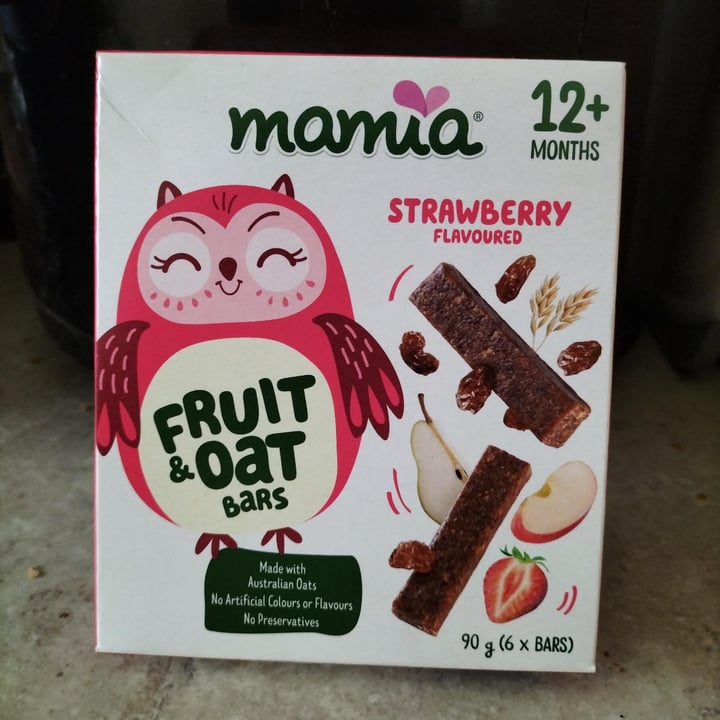 mamia®
12+
MONTHS
STRAWBERRY
FLAVOURED
FRUIT
& OAT
BARS
Made with
Australian Oats
No Artificial Colours or Flavours
No Preservatives
90 g (6 x BARS)